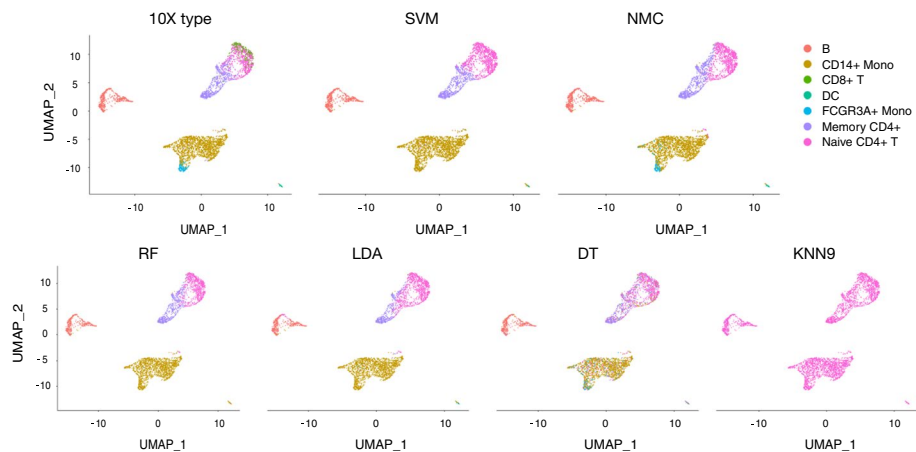 10X type SVM NMC
UMAP_2
10
5
0
-5
-10
-10 0 10 -10 0 10 -10 0 10
UMAP_1 UMAP_1 UMAP_1
B
CD14+ Mono
CD8+ T
DC
FCGR3A+ Mono
Memory CD4+
Naive CD4+ T
RF LDA DT KNN9
UMAP_2
10
5
0
-5
-10
-10 0 10 -10 0 10 -10 0 10 -10 0 10
UMAP_1 UMAP_1 UMAP_1 UMAP_1